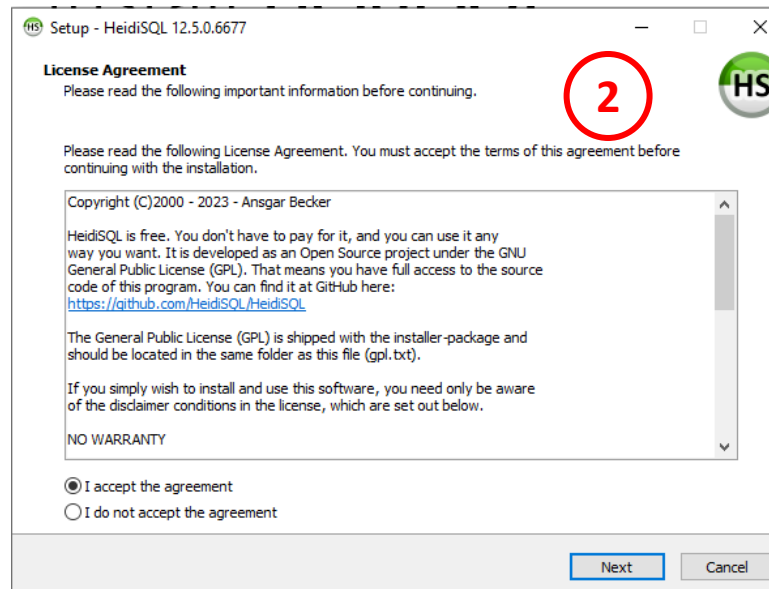 Setup - HeidiSQL 12.5.0.6677
License Agreement
Please read the following important information before continuing.
2
HS
Please read the following License Agreement. You must accept the terms of this agreement before
continuing with the installation.
Copyright (C)2000 - 2023 - Ansgar Becker
HeidiSQL is free. You don't have to pay for it, and you can use it any
way you want. It is developed as an Open Source project under the GNU
General Public License (GPL). That means you have full access to the source
code of this program. You can find it at GitHub here:
https://github.com/HeidiSQL/HeidiSQL
The General Public License (GPL) is shipped with the installer-package and
should be located in the same folder as this file (gpl.txt).
If you simply wish to install and use this software, you need only be aware
of the disclaimer conditions in the license, which are set out below.
NO WARRANTY
I accept the agreement
I do not accept the agreement
Next
Cancel